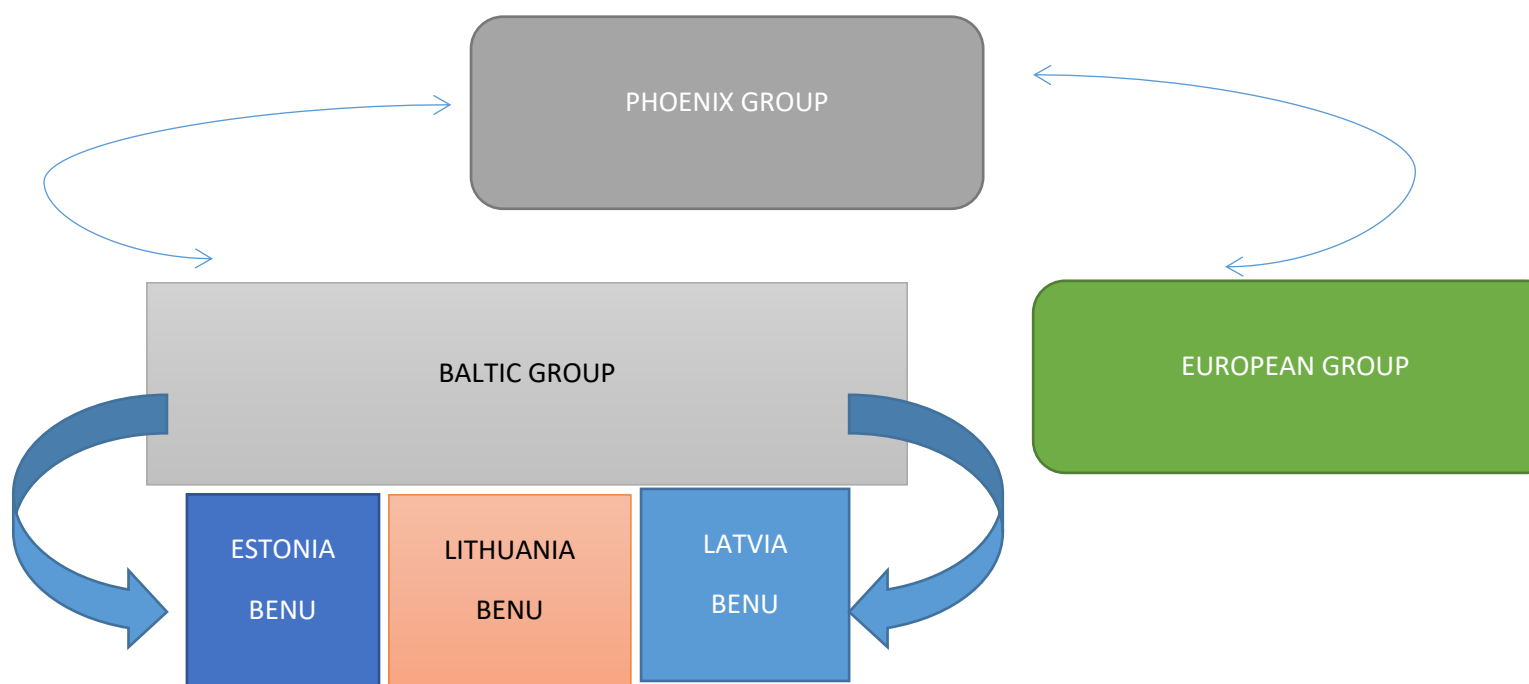 PHOENIX GROUP
BALTIC GROUP
EUROPEAN GROUP
ESTONIA
BENU
LITHUANIA
BENU
LATVIA
BENU